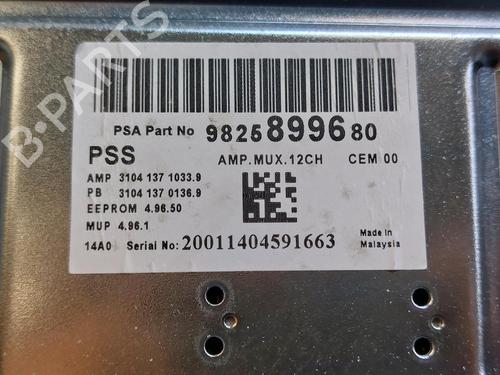 B-PARTS
PSA Part No 9825899680
PSS AMP.MUX.12CH CEM 00
AMP 3104 137 1033.9
PB 3104 137 0136.9
EEPROM 4.96.50
MUP 4.96.1
14A0 Serial No: 20011404591663 Made in
Malaysia